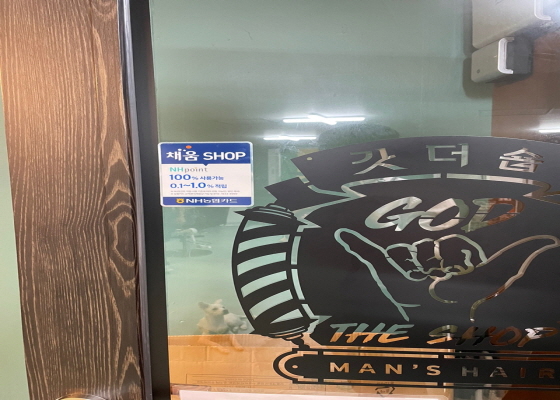 채움 SHOP
NHpoint
100% 사용가능
0.1~1.0% 적립
NH농협카드
갓더숍
GOD
THE SHOP
MAN'S HAIR